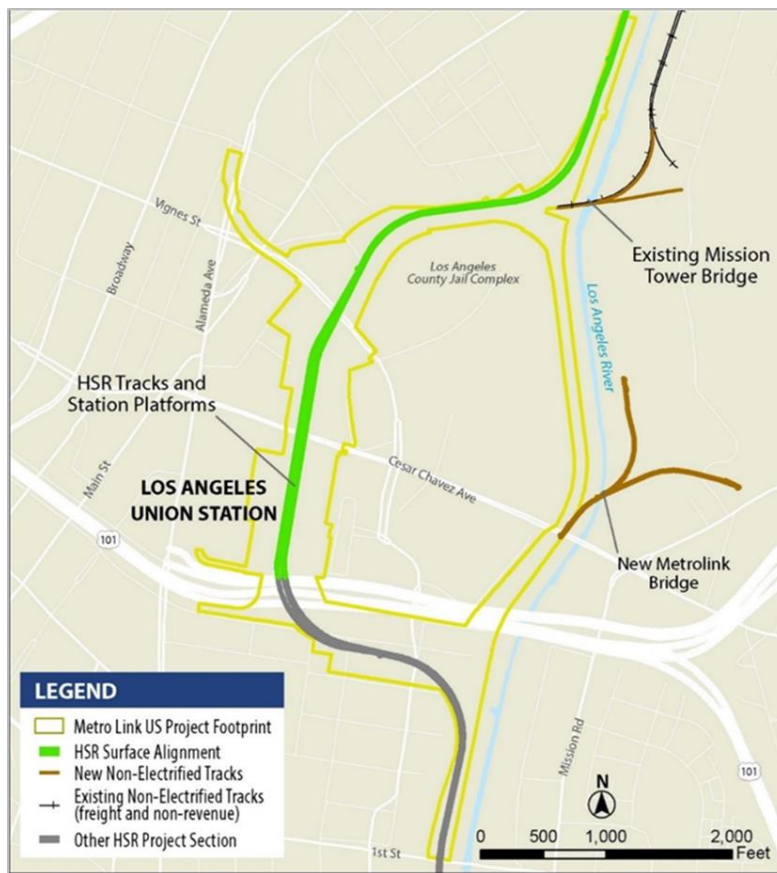 Vignes St
Broadway
Alameda Ave
Los Angeles
County Jail Complex
Existing Mission
Tower Bridge
Los Angeles River
HSR Tracks and
Station Platforms
Main St
LOS ANGELES
UNION STATION
Cesar Chavez Ave
101
New Metrolink
Bridge
LEGEND
Metro Link US Project Footprint
HSR Surface Alignment
New Non-Electrified Tracks
Existing Non-Electrified Tracks
(freight and non-revenue)
Other HSR Project Section
Mission Rd
101
N
0 500 1,000 2,000
Feet
1st St